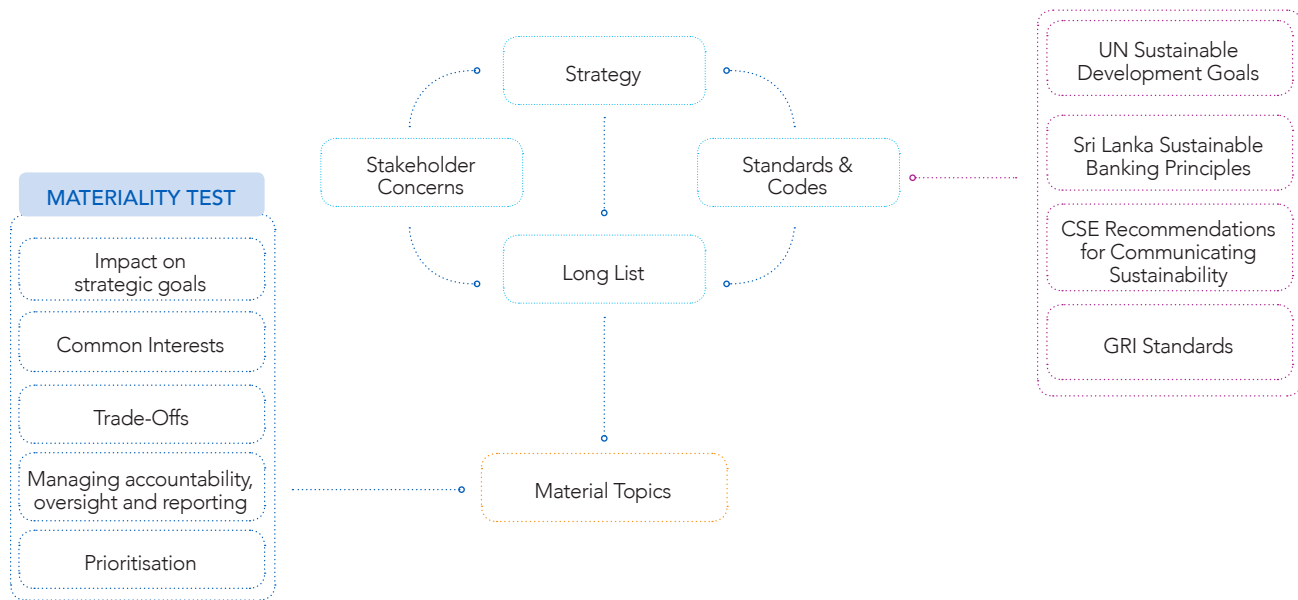 MATERIALITY TEST
Impact on
strategic goals
Common Interests
Trade-Offs
Managing accountability,
oversight and reporting
Prioritisation
Strategy
Stakeholder
Concerns
Standards &
Codes
Long List
Material Topics
UN Sustainable
Development Goals
Sri Lanka Sustainable
Banking Principles
CSE Recommendations
for Communicating
Sustainability
GRI Standards